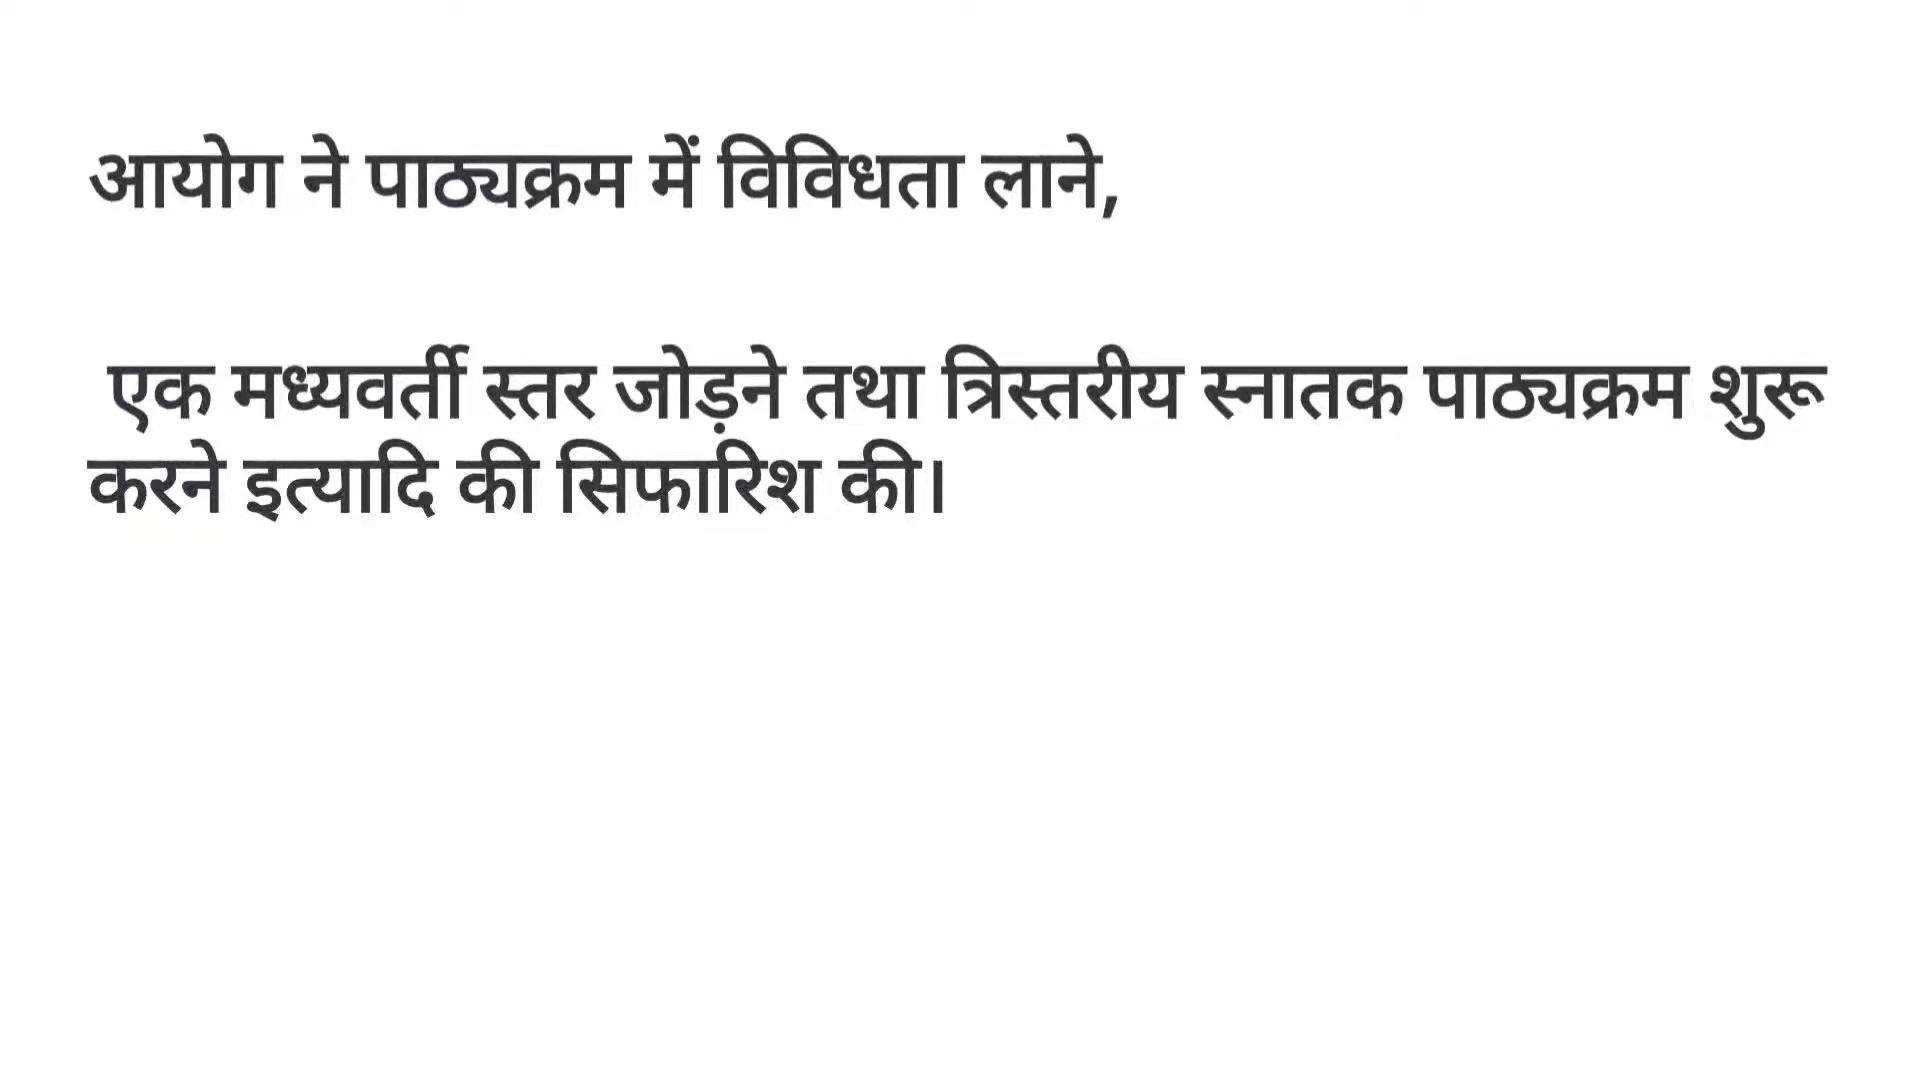 आयोग ने पाठ्यक्रम में विविधता लाने,
एक मध्यवर्ती स्तर जोड़ने तथा त्रिस्तरीय स्नातक पाठ्यक्रम शुरू
करने इत्यादि की सिफारिश की।